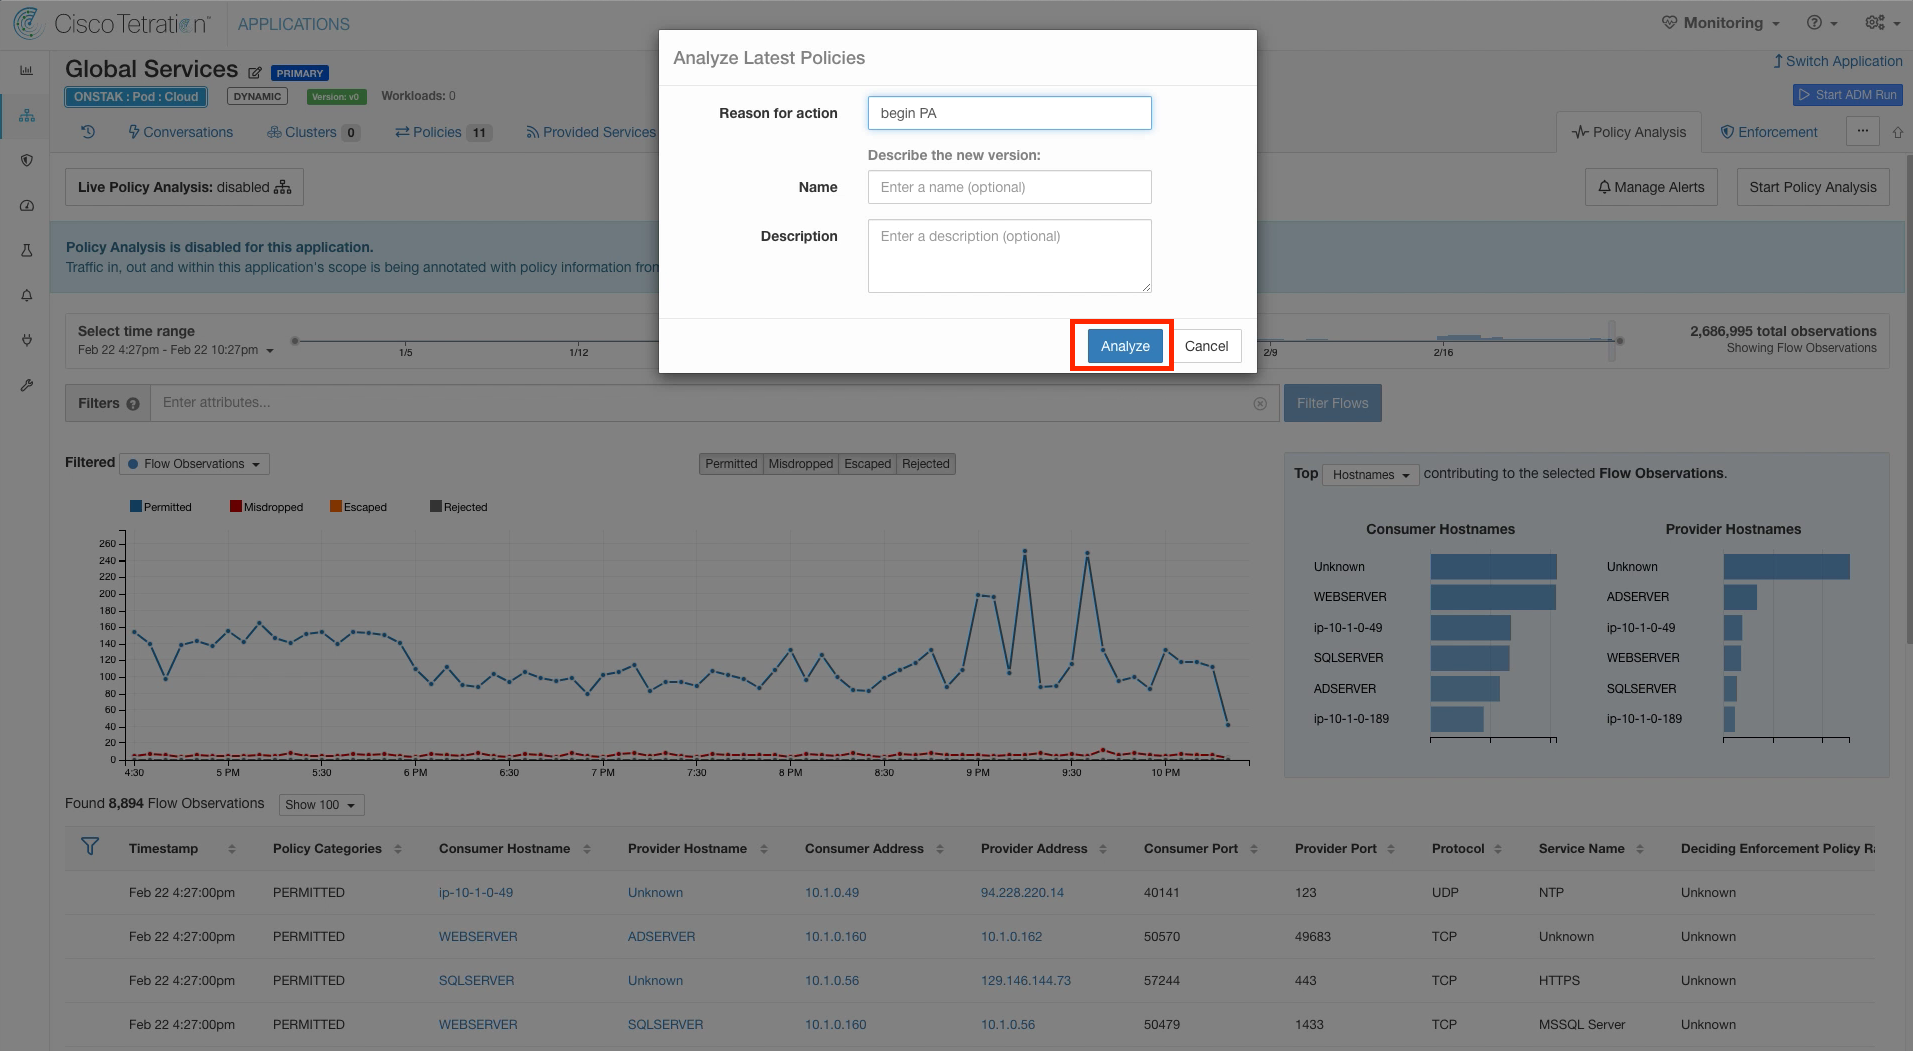 Cisco Tetration™ APPLICATIONS
Monitoring
Global Services PRIMARY
Switch Application
ONSTAK : Pod : Cloud DYNAMIC Version: v0 Workloads: 0
Start ADM Run
Conversations Clusters 0 Policies 11 Provided Services
Policy Analysis Enforcement ...
Live Policy Analysis: disabled
Manage Alerts Start Policy Analysis
Policy Analysis is disabled for this application.
Traffic in, out and within this application's scope is being annotated with policy information from
Analyze Latest Policies
Reason for action begin PA
Describe the new version:
Name Enter a name (optional)
Description Enter a description (optional)
Analyze Cancel
Select time range
Feb 22 4:27pm - Feb 22 10:27pm
1/5 1/12 2/9 2/16
2,686,995 total observations
Showing Flow Observations
Filters Enter attributes... Filter Flows
Filtered Flow Observations
Permitted Misdropped Escaped Rejected
Permitted Misdropped Escaped Rejected
260
240
220
200
180
160
140
120
100
80
60
40
20
0
4:30 5 PM 5:30 6 PM 6:30 7 PM 7:30 8 PM 8:30 9 PM 9:30 10 PM
Top Hostnames contributing to the selected Flow Observations.
Consumer Hostnames Provider Hostnames
Unknown Unknown
WEBSERVER ADSERVER
ip-10-1-0-49 ip-10-1-0-49
SQLSERVER WEBSERVER
ADSERVER SQLSERVER
ip-10-1-0-189 ip-10-1-0-189
Found 8,894 Flow Observations Show 100
Timestamp Policy Categories Consumer Hostname Provider Hostname Consumer Address Provider Address Consumer Port Provider Port Protocol Service Name Deciding Enforcement Policy Ra
Feb 22 4:27:00pm PERMITTED ip-10-1-0-49 Unknown 10.1.0.49 94.228.220.14 40141 123 UDP NTP Unknown
Feb 22 4:27:00pm PERMITTED WEBSERVER ADSERVER 10.1.0.160 10.1.0.162 50570 49683 TCP Unknown Unknown
Feb 22 4:27:00pm PERMITTED SQLSERVER Unknown 10.1.0.56 129.146.144.73 57244 443 TCP HTTPS Unknown
Feb 22 4:27:00pm PERMITTED WEBSERVER SQLSERVER 10.1.0.160 10.1.0.56 50479 1433 TCP MSSQL Server Unknown